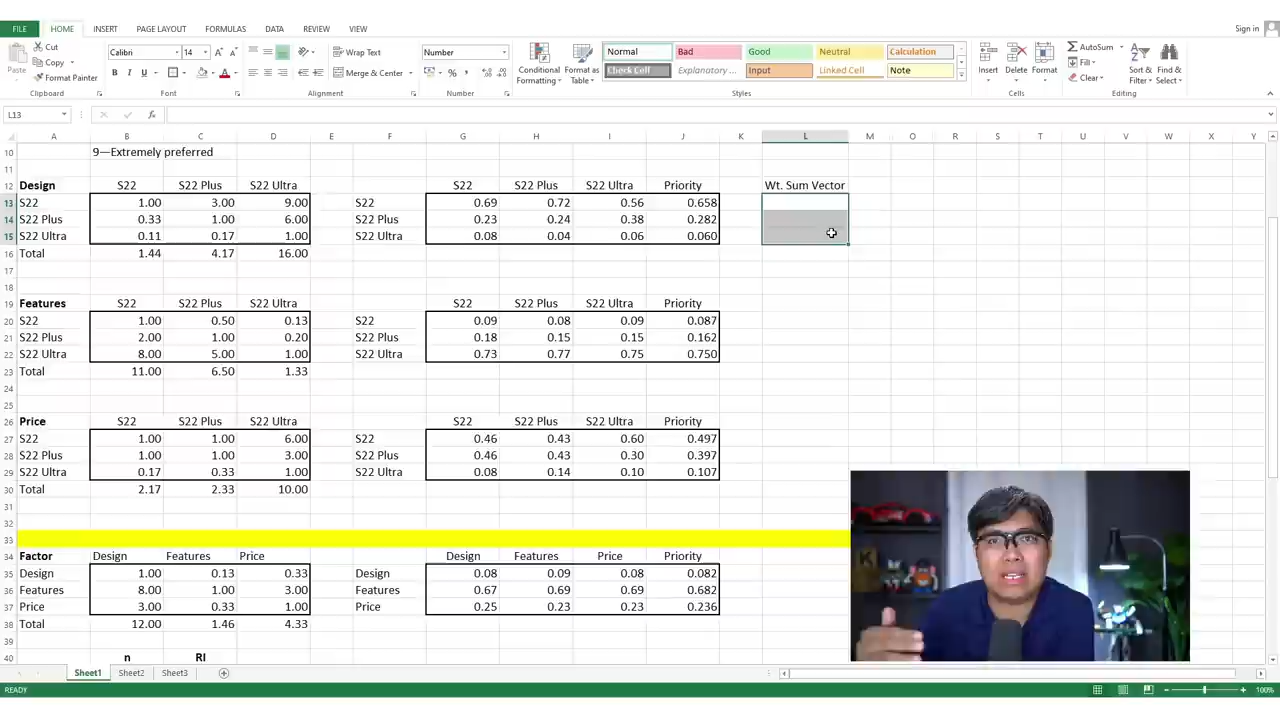 FILE HOME INSERT PAGE LAYOUT FORMULAS DATA REVIEW VIEW Sign in
Cut
Copy
Format Painter
Paste
Calibri 14
B I U
Wrap Text
Merge & Center
Number
Conditional Formatting
Format as Table
Normal Bad Good Neutral Calculation
Check Cell Explanatory ... Input Linked Cell Note
Insert Delete Format
AutoSum
Fill
Clear
Sort & Filter
Find & Select
Clipboard Font Alignment Number Styles Cells Editing
L13
A B C D E F G H I J K L M N O P Q R S T U V W X Y
10 9—Extremely preferred
11
12 Design S22 S22 Plus S22 Ultra S22 S22 Plus S22 Ultra Priority Wt. Sum Vector
13 S22 1.00 3.00 9.00 S22 0.69 0.72 0.56 0.658
14 S22 Plus 0.33 1.00 6.00 S22 Plus 0.23 0.24 0.38 0.282
15 S22 Ultra 0.11 0.17 1.00 S22 Ultra 0.08 0.04 0.06 0.060
16 Total 1.44 4.17 16.00
17
18
19 Features S22 S22 Plus S22 Ultra S22 S22 Plus S22 Ultra Priority
20 S22 1.00 0.50 0.13 S22 0.09 0.08 0.09 0.087
21 S22 Plus 2.00 1.00 0.20 S22 Plus 0.18 0.15 0.15 0.162
22 S22 Ultra 8.00 5.00 1.00 S22 Ultra 0.73 0.77 0.75 0.750
23 Total 11.00 6.50 1.33
24
25
26 Price S22 S22 Plus S22 Ultra S22 S22 Plus S22 Ultra Priority
27 S22 1.00 1.00 6.00 S22 0.46 0.43 0.60 0.497
28 S22 Plus 1.00 1.00 3.00 S22 Plus 0.46 0.43 0.30 0.397
29 S22 Ultra 0.17 0.33 1.00 S22 Ultra 0.08 0.14 0.10 0.107
30 Total 2.17 2.33 10.00
31
32
33
34 Factor Design Features Price Design Features Price Priority
35 Design 1.00 0.13 0.33 Design 0.08 0.09 0.08 0.082
36 Features 8.00 1.00 3.00 Features 0.67 0.69 0.69 0.682
37 Price 3.00 0.33 1.00 Price 0.25 0.23 0.23 0.236
38 Total 12.00 1.46 4.33
39
40 n RI
Sheet1 Sheet2 Sheet3
READY 100%